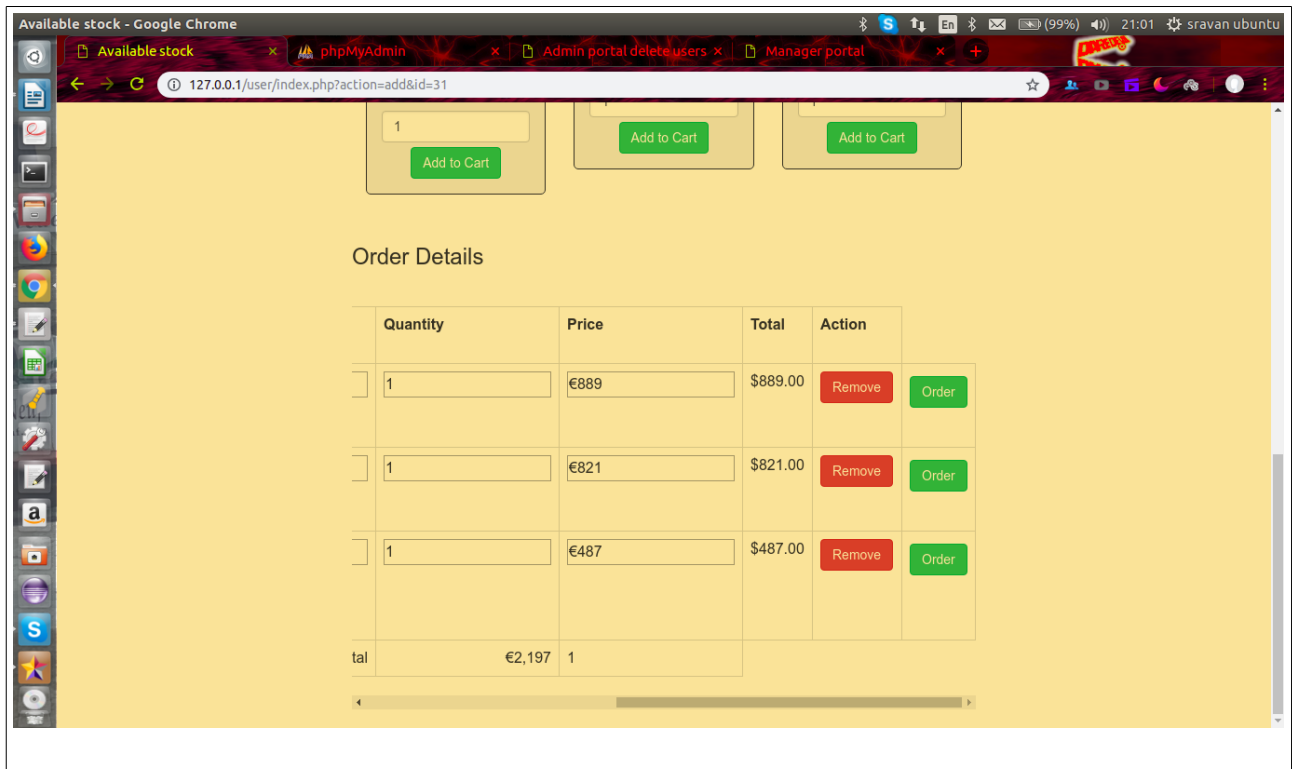 Available stock - Google Chrome
En (99%) 21:01 sravan ubuntu
Available stock × phpMyAdmin × Admin portal delete users × Manager portal × +
127.0.0.1/user/index.php?action=add&id=31
1
Add to Cart Add to Cart Add to Cart
Order Details
Quantity Price Total Action
1 €889 $889.00 Remove Order
1 €821 $821.00 Remove Order
1 €487 $487.00 Remove Order
tal €2,197 1